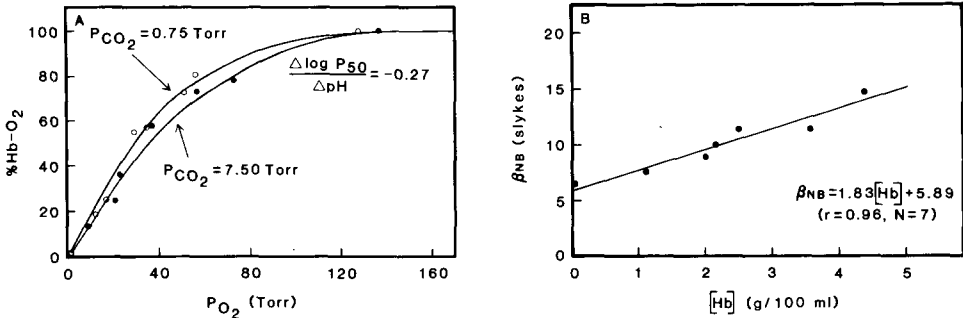 A
100
80
60
40
20
0
%Hb-O2
PCO2=0.75 Torr
Δlog P50
ΔpH
=-0.27
PCO2=7.50 Torr
0 40 80 120 160
PO2 (Torr)
B
20
15
10
5
0
βNB (slykes)
βNB=1.83[Hb]+5.89
(r=0.96, N=7)
0 1 2 3 4 5
[Hb] (g/100 ml)